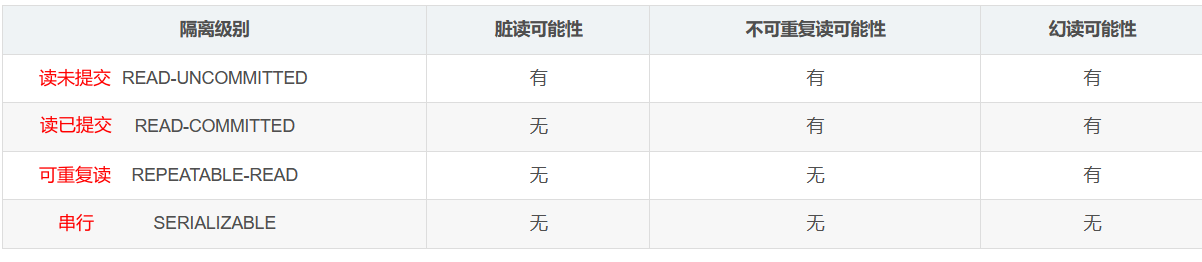 隔离级别 脏读可能性 不可重复读可能性 幻读可能性
读未提交 READ-UNCOMMITTED 有 有 有
读已提交 READ-COMMITTED 无 有 有
可重复读 REPEATABLE-READ 无 无 有
串行 SERIALIZABLE 无 无 无